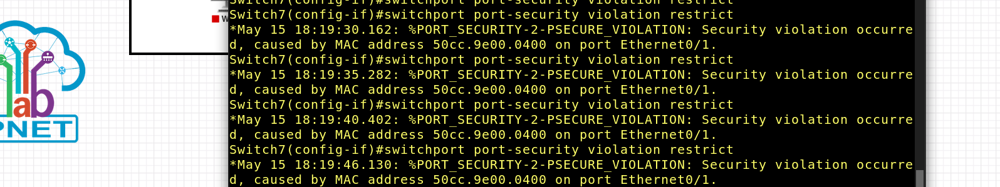 Switch7(config-if)#switchport port-security violation restrict
Switch7(config-if)#switchport port-security violation restrict
*May 15 18:19:30.162: %PORT_SECURITY-2-PSECURE_VIOLATION: Security violation occurre
d, caused by MAC address 50cc.9e00.0400 on port Ethernet0/1.
Switch7(config-if)#switchport port-security violation restrict
*May 15 18:19:35.282: %PORT_SECURITY-2-PSECURE_VIOLATION: Security violation occurre
d, caused by MAC address 50cc.9e00.0400 on port Ethernet0/1.
Switch7(config-if)#switchport port-security violation restrict
*May 15 18:19:40.402: %PORT_SECURITY-2-PSECURE_VIOLATION: Security violation occurre
d, caused by MAC address 50cc.9e00.0400 on port Ethernet0/1.
Switch7(config-if)#switchport port-security violation restrict
*May 15 18:19:46.130: %PORT_SECURITY-2-PSECURE_VIOLATION: Security violation occurre
d, caused by MAC address 50cc.9e00.0400 on port Ethernet0/1.
lab
PNET